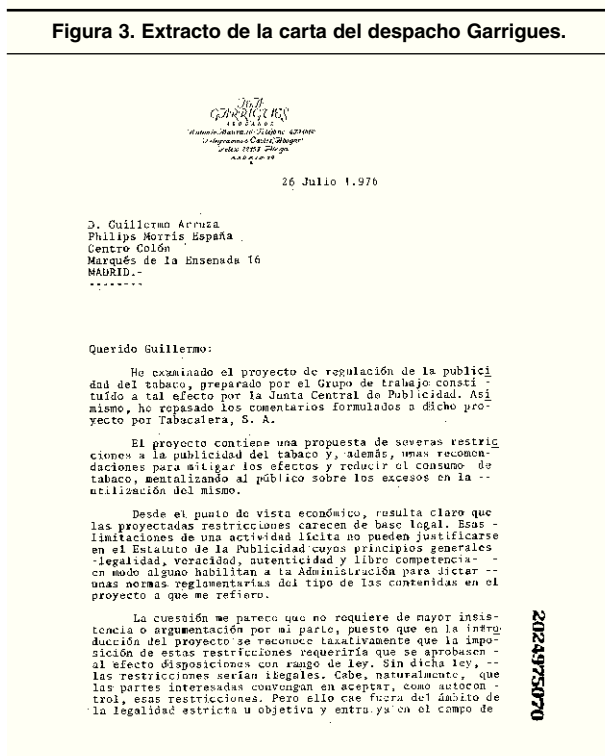 Figura 3. Extracto de la carta del despacho Garrigues.
J & A
GARRIGUES
ABOGADOS
MADRID
26 Julio 1.976
D. Guillermo Arruza
Philips Morris España
Centro Colón
Marqués de la Ensenada 16
MADRID.-
--------
Querido Guillermo:
He examinado el proyecto de regulación de la publici
dad del tabaco, preparado por el Grupo de trabajo consti -
tuído a tal efecto por la Junta Central de Publicidad. Asi
mismo, he repasado los comentarios formulados a dicho pro-
yecto por Tabacalera, S. A.
El proyecto contiene una propuesta de severas restric
ciones a la publicidad del tabaco y, además, unas recomen-
daciones para mitigar los efectos y reducir el consumo de
tabaco, mentalizando al público sobre los excesos en la --
utilización del mismo.
Desde el punto de vista económico, resulta claro que
las proyectadas restricciones carecen de base legal. Esas -
limitaciones de una actividad lícita no pueden justificarse
en el Estatuto de la Publicidad cuyos principios generales
-legalidad, veracidad, autenticidad y libre competencia- -
en modo alguno habilitan a la Administración para dictar --
unas normas reglamentarias del tipo de las contenidas en el
proyecto a que me refiero.
La cuestión me parece que no requiere de mayor insis-
tencia o argumentación por mi parte, puesto que en la intro
ducción del proyecto se reconoce taxativamente que la impo-
sición de estas restricciones requeriría que se aprobasen -
al efecto disposiciones con rango de ley. Sin dicha ley, --
las restricciones serían ilegales. Cabe, naturalmente, que
las partes interesadas convengan en aceptar, como autocon -
trol, esas restricciones. Pero ello cae fuera del ámbito de
la legalidad estricta u objetiva y entra ya en el campo de
2024975070